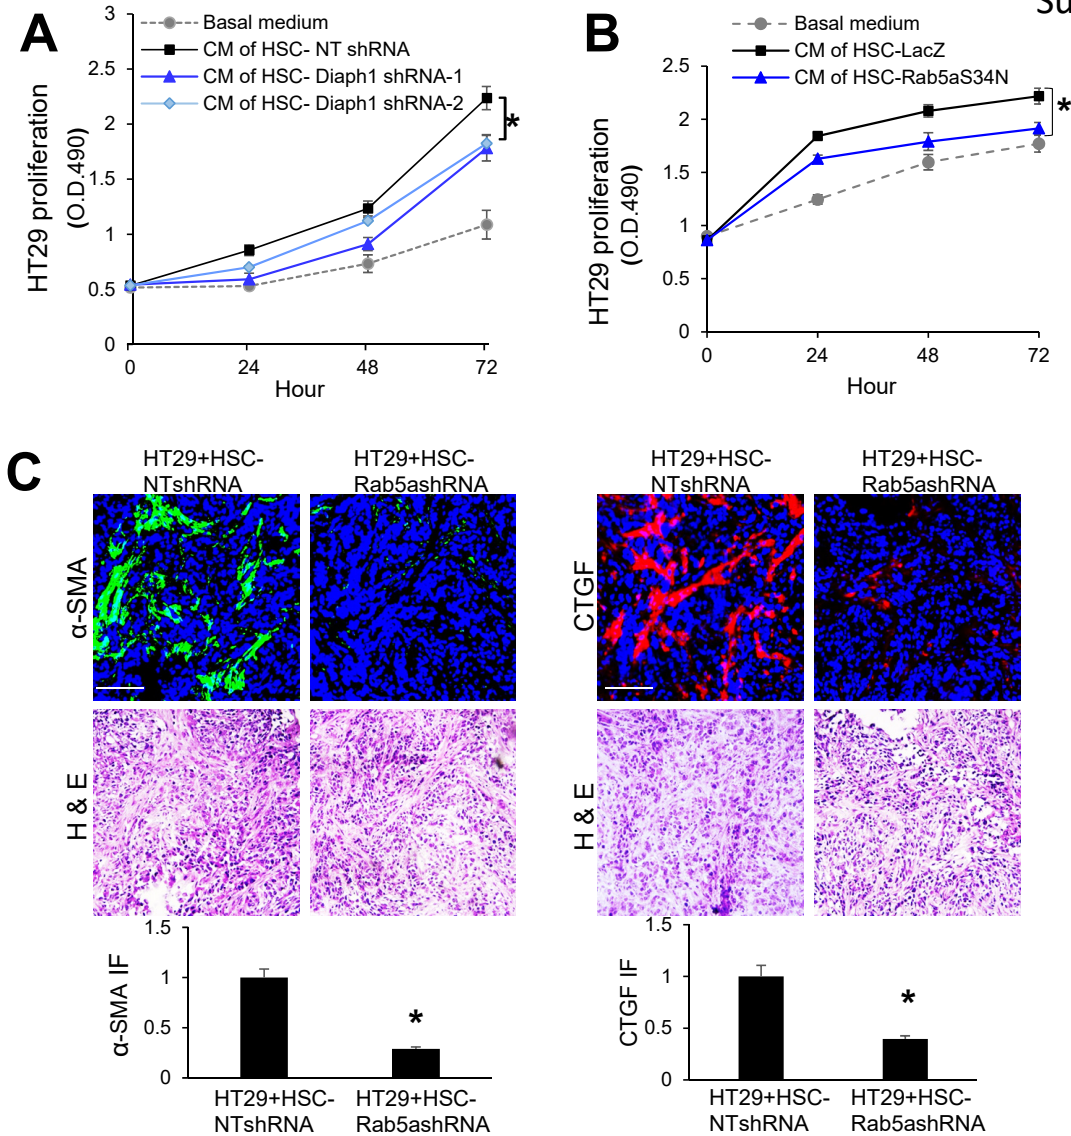 Su
A
3
2.5
2
1.5
1
0.5
0
0
24
48
72
Hour
HT29 proliferation
(O.D.490)
Basal medium
CM of HSC- NT shRNA
CM of HSC- Diaph1 shRNA-1
CM of HSC- Diaph1 shRNA-2
*
B
2.5
2
1.5
1
0.5
0
0
24
48
72
Hour
HT29 proliferation
(O.D.490)
Basal medium
CM of HSC-LacZ
CM of HSC-Rab5aS34N
*
C
HT29+HSC-
NTshRNA
HT29+HSC-
Rab5ashRNA
α-SMA
H & E
HT29+HSC-
NTshRNA
HT29+HSC-
Rab5ashRNA
CTGF
H & E
α-SMA IF
1.5
1
0.5
0
*
HT29+HSC-
NTshRNA
HT29+HSC-
Rab5ashRNA
CTGF IF
1.5
1
0.5
0
*
HT29+HSC-
NTshRNA
HT29+HSC-
Rab5ashRNA